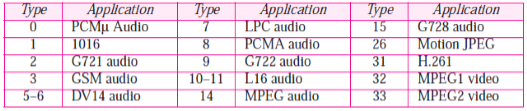 Type Application Type Application Type Application
0 PCMμ Audio 7 LPC audio 15 G728 audio
1 1016 8 PCMA audio 26 Motion JPEG
2 G721 audio 9 G722 audio 31 H.261
3 GSM audio 10–11 L16 audio 32 MPEG1 video
5–6 DV14 audio 14 MPEG audio 33 MPEG2 video